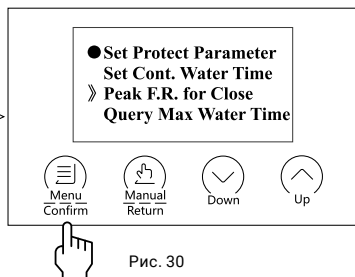 ●Set Protect Parameter
Set Cont. Water Time
》Peak F.R. for Close
Query Max Water Time
Menu
Confirm
Manual
Return
Down
Up
Рис. 30